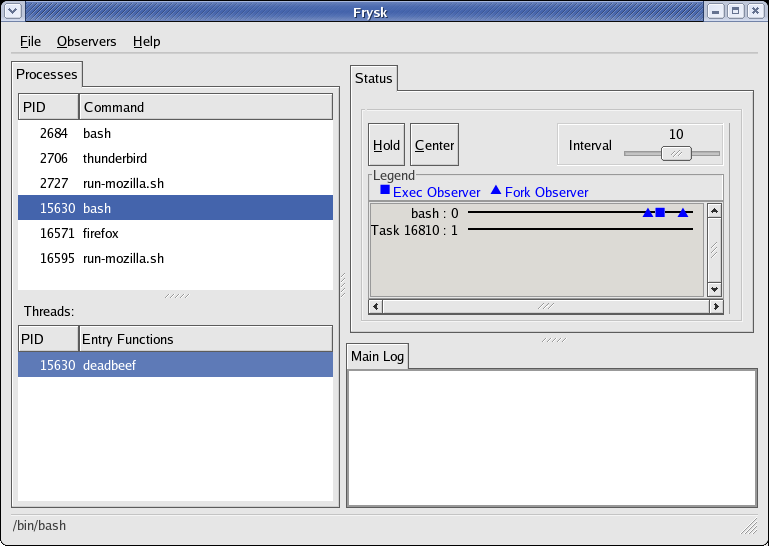 Frysk
File Observers Help
Processes
PID Command
2684 bash
2706 thunderbird
2727 run-mozilla.sh
15630 bash
16571 firefox
16595 run-mozilla.sh
Threads:
PID Entry Functions
15630 deadbeef
Status
Hold Center Interval 10
Legend
Exec Observer Fork Observer
bash : 0
Task 16810 : 1
Main Log
/bin/bash